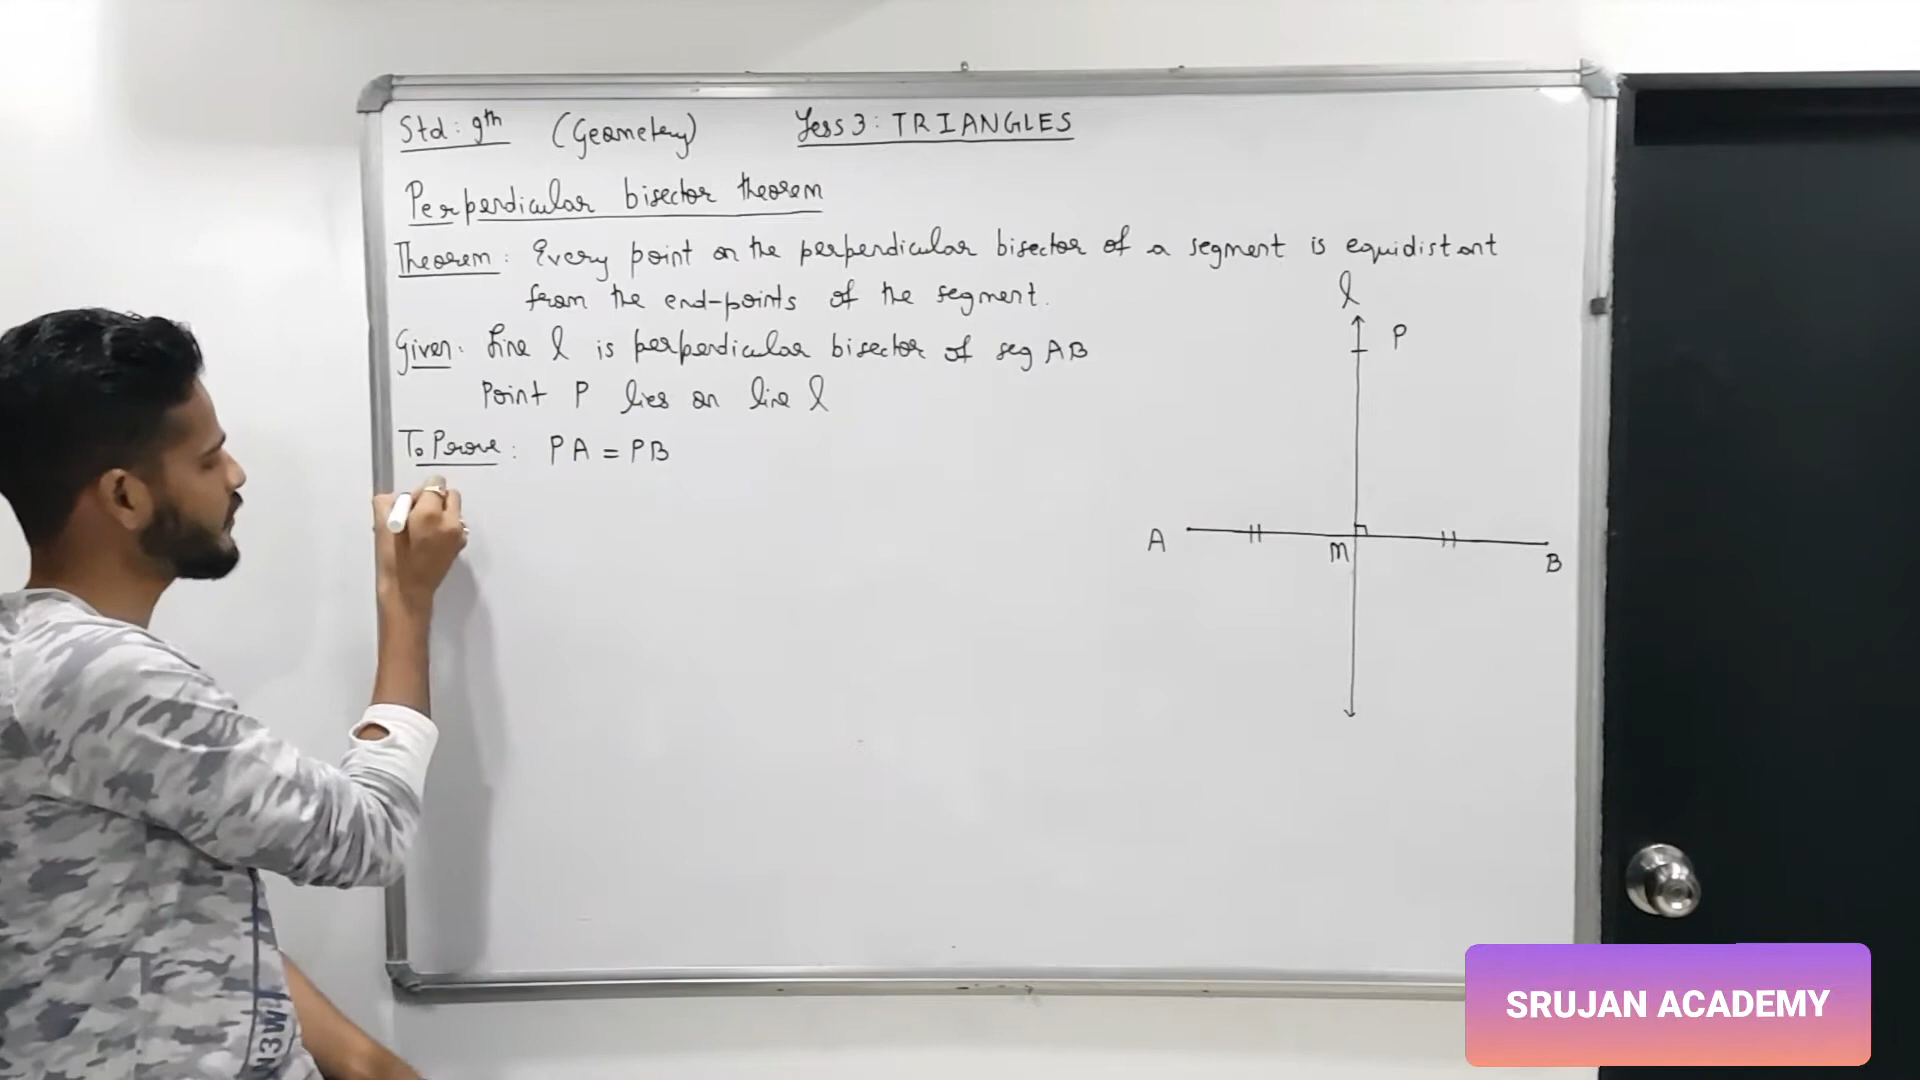 Std: 9th (Geometery) Less 3: TRIANGLES
Perpendicular bisector theorem
Theorem: Every point on the perpendicular bisector of a segment is equidistant
from the end-points of the segment.
Given: Line l is perpendicular bisector of seg AB
Point P lies on line l
To Prove: PA = PB
l
P
A
M
B
N3W
SRUJAN ACADEMY